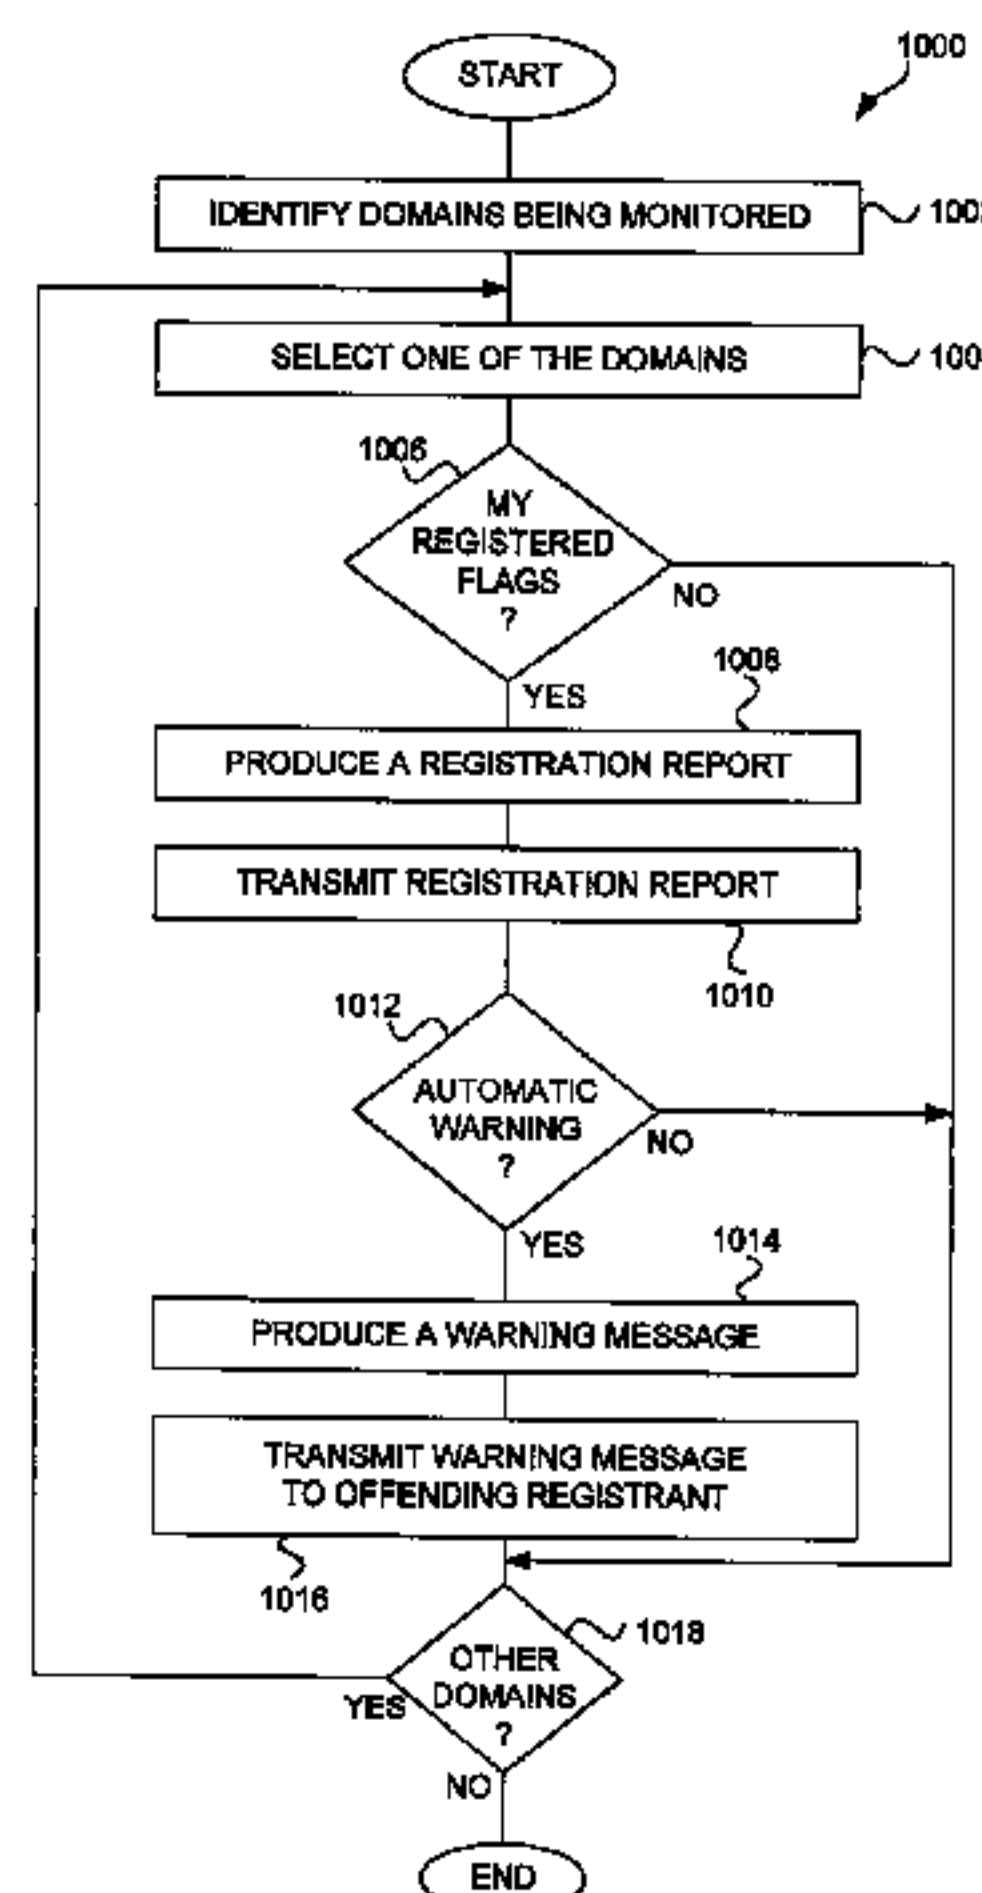 1000
START
IDENTIFY DOMAINS BEING MONITORED
SELECT ONE OF THE DOMAINS
1006
MY
REGISTERED
FLAGS
?
NO
YES
1008
PRODUCE A REGISTRATION REPORT
TRANSMIT REGISTRATION REPORT
1010
1012
AUTOMATIC
WARNING
?
NO
YES
1014
PRODUCE A WARNING MESSAGE
TRANSMIT WARNING MESSAGE
TO OFFENDING REGISTRANT
1016
1018
OTHER
DOMAINS
?
YES
NO
END